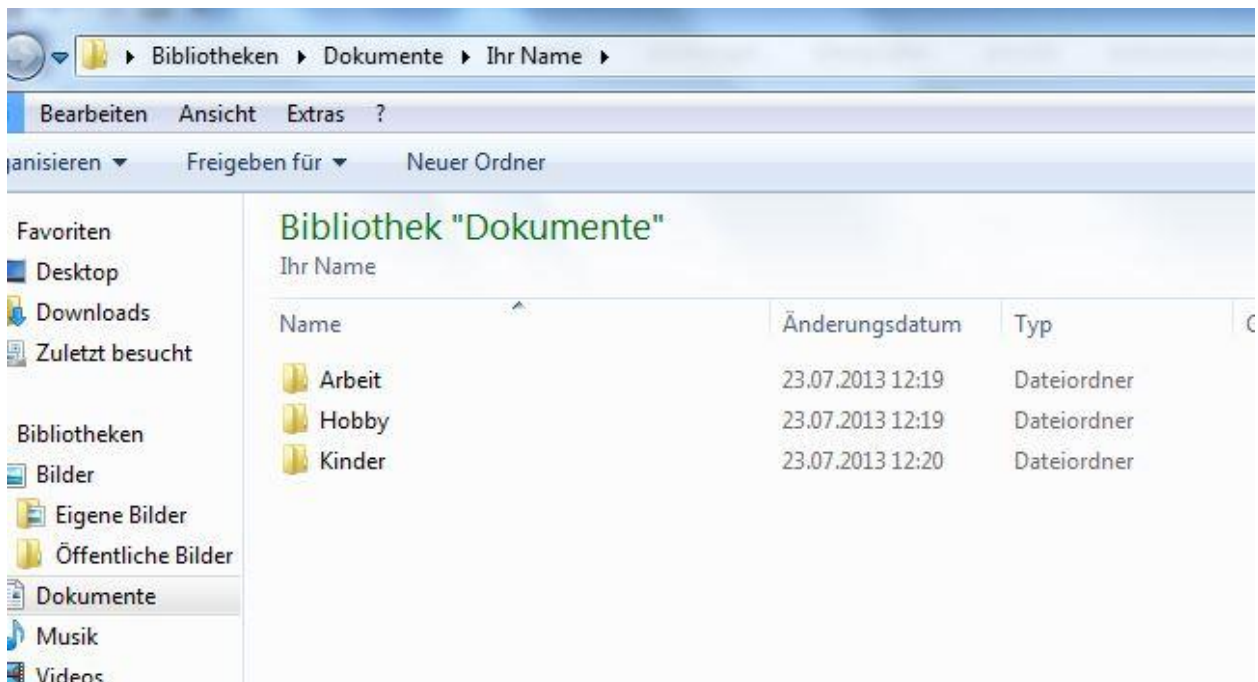 Bibliotheken Dokumente Ihr Name
Bearbeiten Ansicht Extras ?
Freigeben für Neuer Ordner
Favoriten
Desktop
Downloads
Zuletzt besucht
Bibliotheken
Bilder
Eigene Bilder
Öffentliche Bilder
Dokumente
Musik
Videos
Bibliothek "Dokumente"
Ihr Name
Name Änderungsdatum Typ
Arbeit 23.07.2013 12:19 Dateiordner
Hobby 23.07.2013 12:19 Dateiordner
Kinder 23.07.2013 12:20 Dateiordner